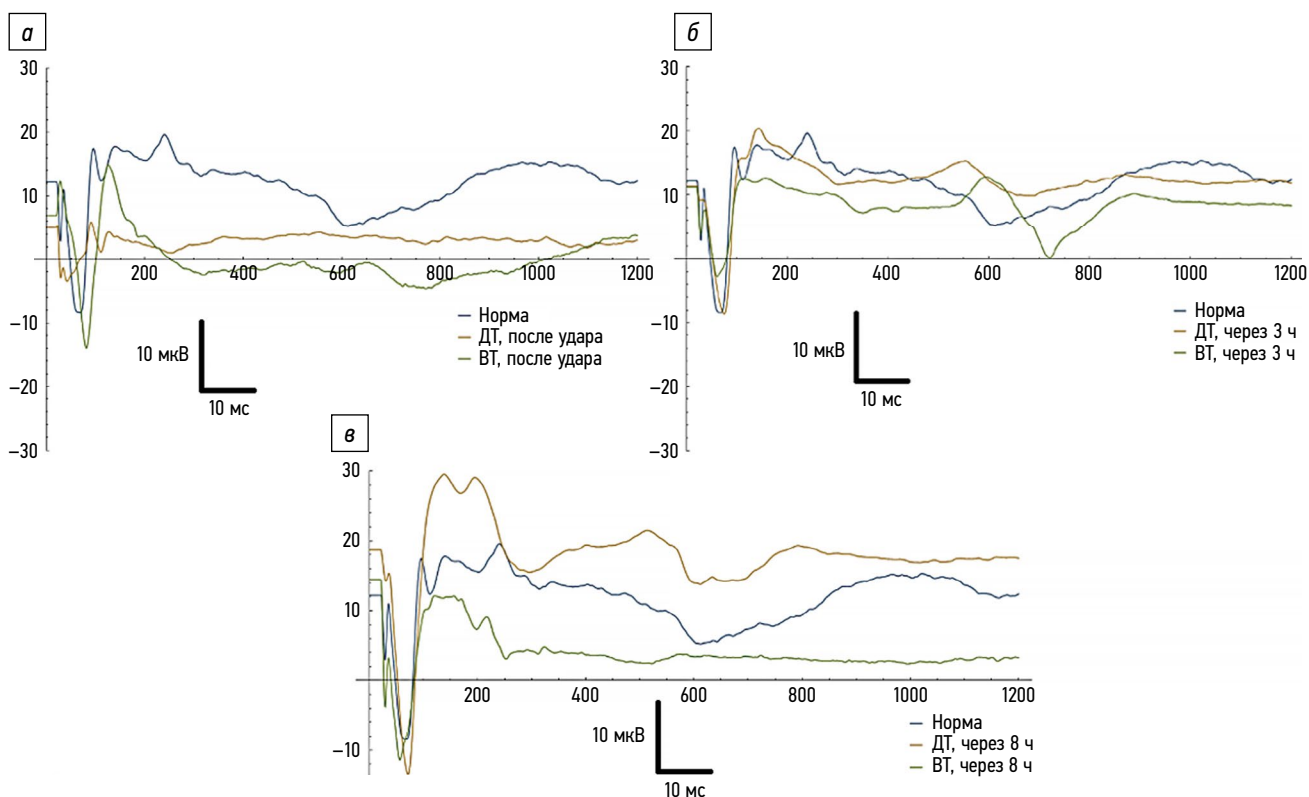 а
30
20
10
−10
−20
−30
200
400
600
800
1000
1200
10 мкВ
10 мс
Норма
ДТ, после удара
ВТ, после удара
б
30
20
10
−10
−20
−30
200
400
600
800
1000
1200
10 мкВ
10 мс
Норма
ДТ, через 3 ч
ВТ, через 3 ч
в
30
20
10
−10
200
400
600
800
1000
1200
10 мкВ
10 мс
Норма
ДТ, через 8 ч
ВТ, через 8 ч